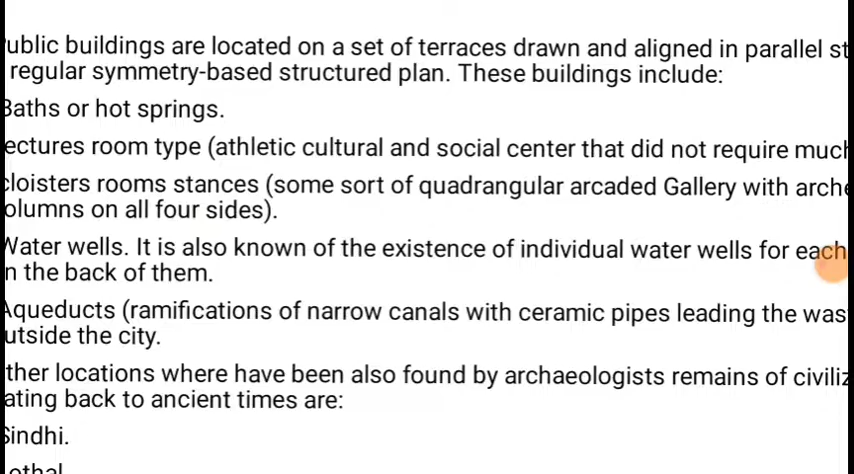 ublic buildings are located on a set of terraces drawn and aligned in parallel st
regular symmetry-based structured plan. These buildings include:
Baths or hot springs.
ectures room type (athletic cultural and social center that did not require much
cloisters rooms stances (some sort of quadrangular arcaded Gallery with arche
olumns on all four sides).
Water wells. It is also known of the existence of individual water wells for each
n the back of them.
Aqueducts (ramifications of narrow canals with ceramic pipes leading the was
utside the city.
ther locations where have been also found by archaeologists remains of civiliz
ating back to ancient times are:
Sindhi.
othal